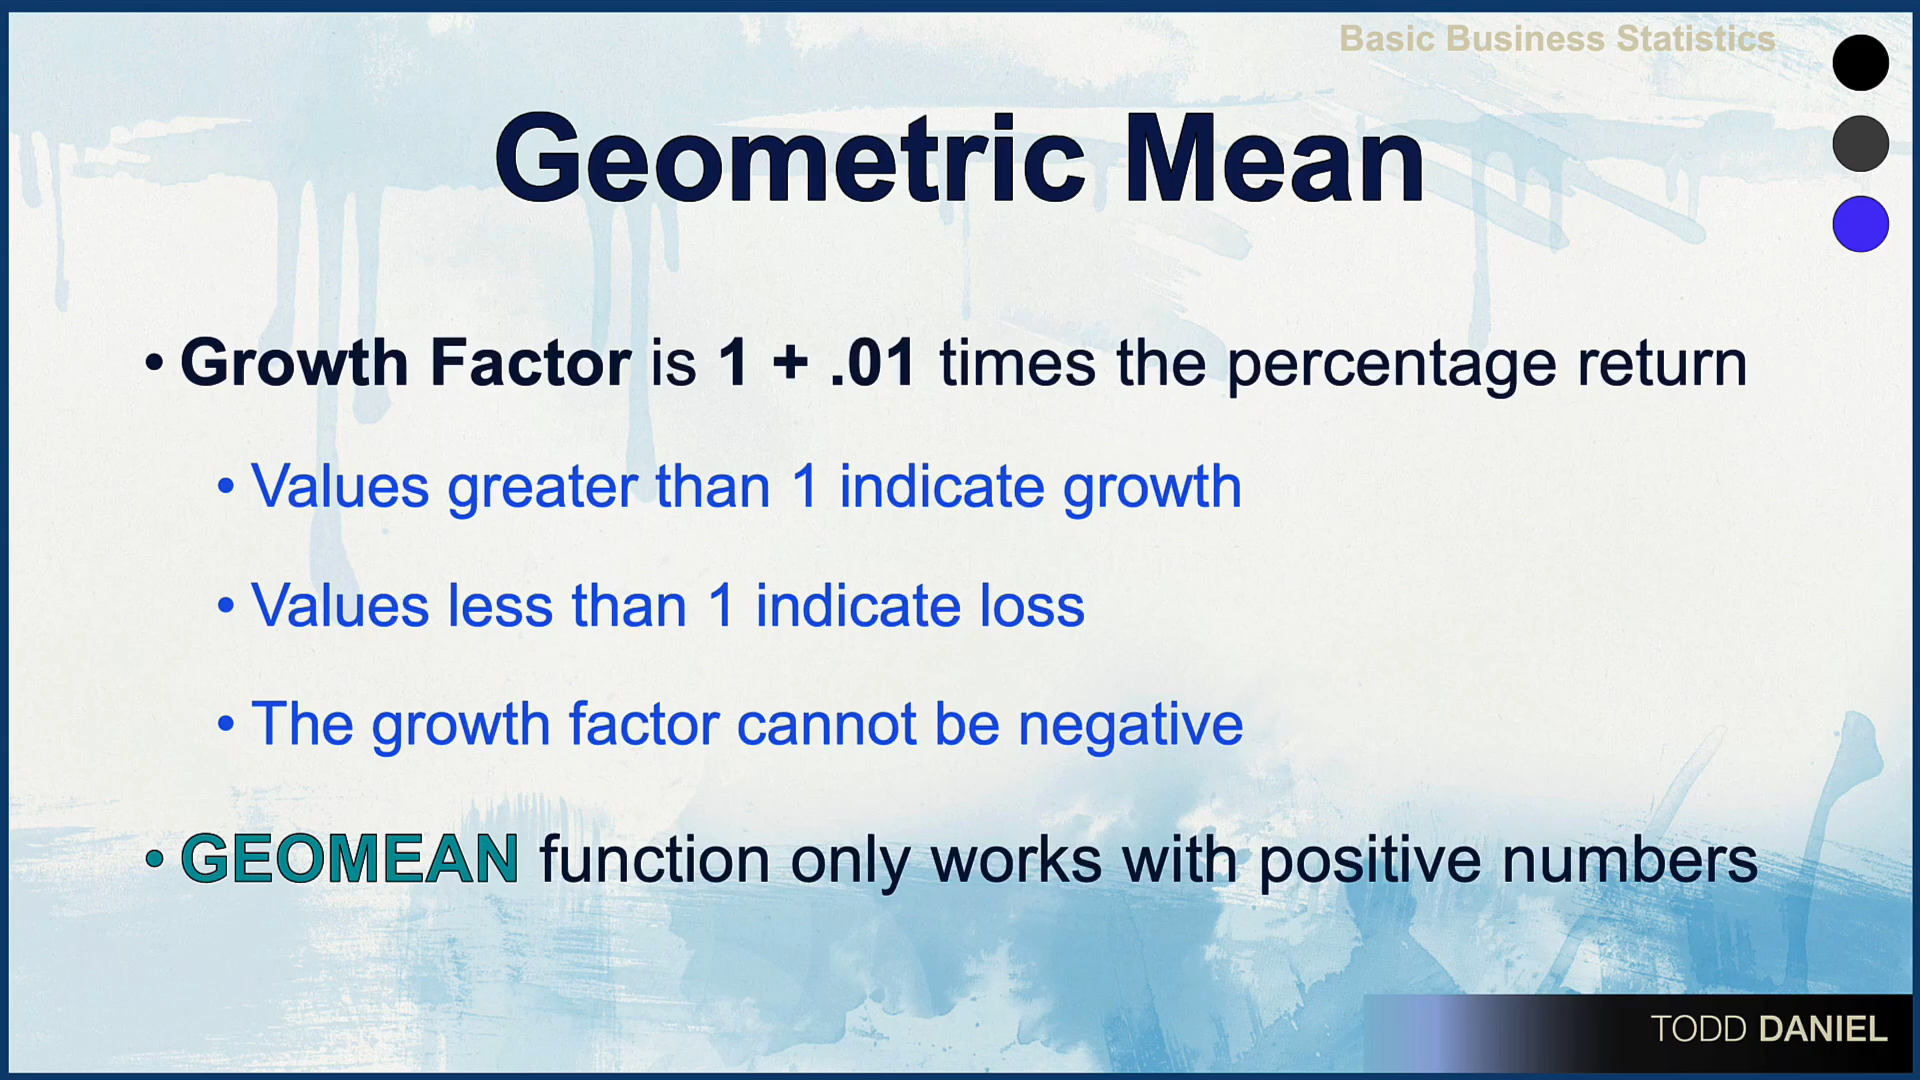 Basic Business Statistics
Geometric Mean
• Growth Factor is 1 + .01 times the percentage return
• Values greater than 1 indicate growth
• Values less than 1 indicate loss
• The growth factor cannot be negative
• GEOMEAN function only works with positive numbers
TODD DANIEL